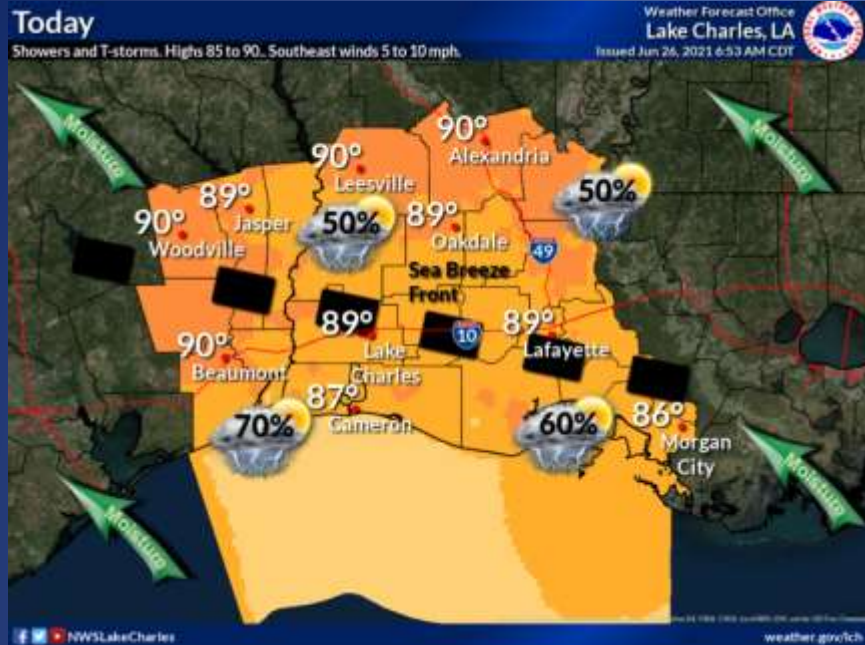 Today
Weather Forecast Office
Lake Charles, LA
Showers and T-storms. Highs 85 to 90.. Southeast winds 5 to 10 mph.
Issued Jun 26, 2021 6:53 AM CDT
Moisture
Moisture
90°
Alexandria
90°
Leesville
50%
89°
Jasper
50%
90°
Woodville
89°
Oakdale
49
Sea Breeze
Front
89°
Lake
Charles
10
89°
Lafayette
90°
Beaumont
87°
Cameron
70%
60%
86°
Morgan
City
Moisture
Moisture
NWSLakeCharles
weather.gov/lch